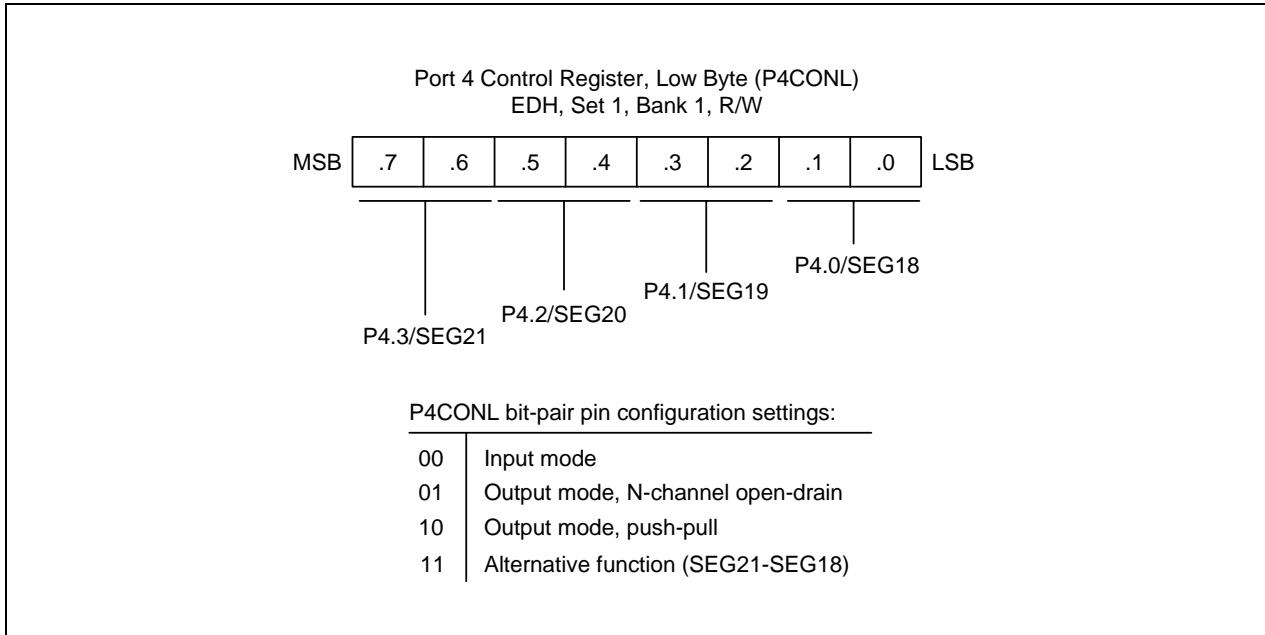 Port 4 Control Register, Low Byte (P4CONL)
EDH, Set 1, Bank 1, R/W
MSB .7 .6 .5 .4 .3 .2 .1 .0 LSB
P4.0/SEG18
P4.1/SEG19
P4.2/SEG20
P4.3/SEG21
P4CONL bit-pair pin configuration settings:
00 Input mode
01 Output mode, N-channel open-drain
10 Output mode, push-pull
11 Alternative function (SEG21-SEG18)